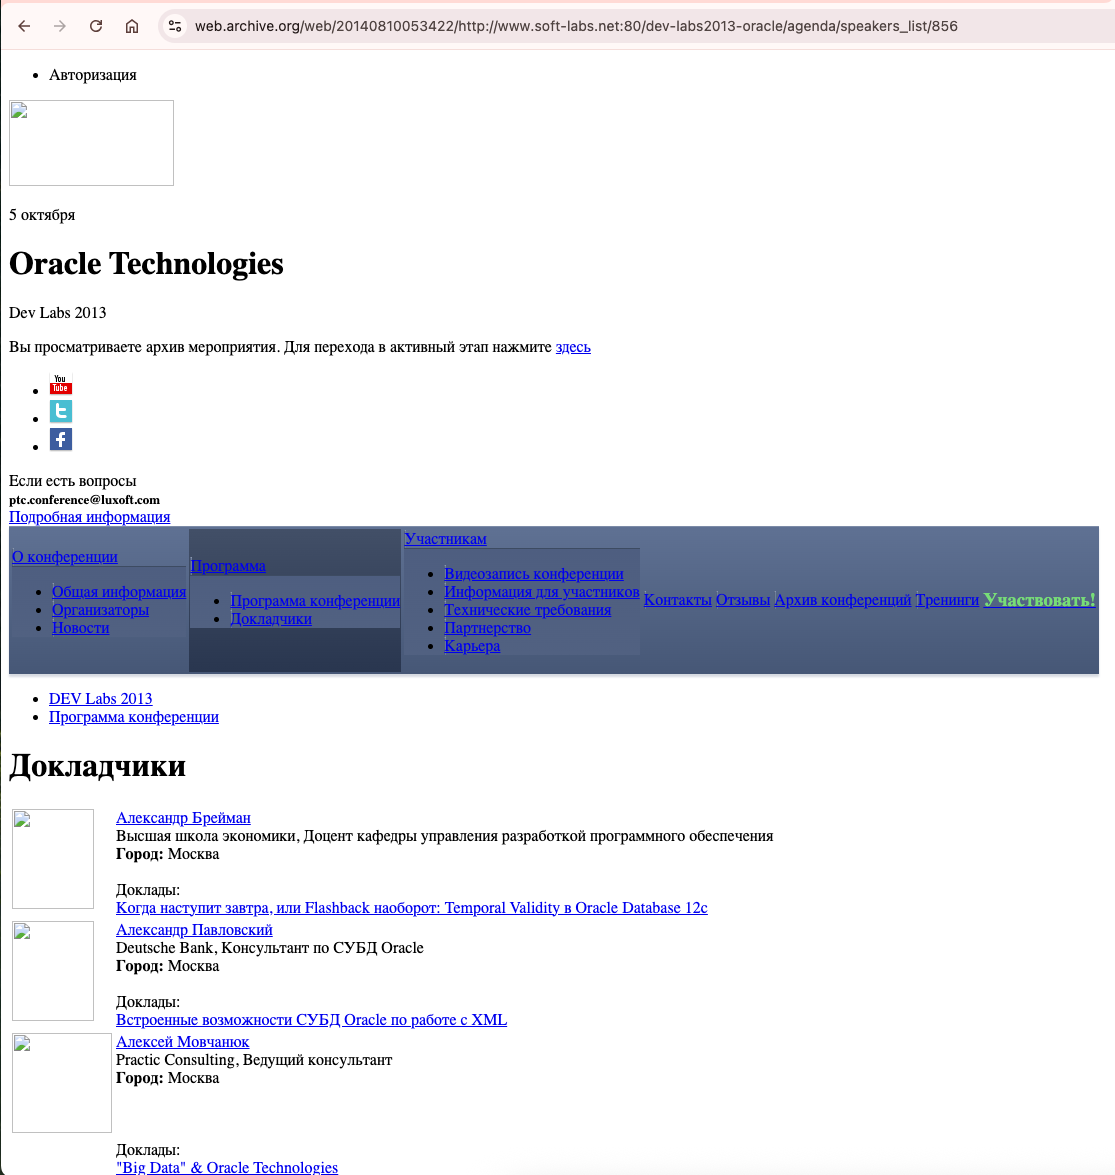 web.archive.org/web/20140810053422/http://www.soft-labs.net:80/dev-labs2013-oracle/agenda/speakers_list/856
Авторизация
5 октября
Oracle Technologies
Dev Labs 2013
Вы просматриваете архив мероприятия. Для перехода в активный этап нажмите здесь
You Tube
Если есть вопросы
ptc.conference@luxoft.com
Подробная информация
О конференции
Общая информация
Организаторы
Новости
Программа
Программа конференции
Докладчики
Участникам
Видеозапись конференции
Информация для участников
Технические требования
Партнерство
Карьера
Контакты Отзывы Архив конференций Тренинги Участвовать!
DEV Labs 2013
Программа конференции
Докладчики
Александр Брейман
Высшая школа экономики, Доцент кафедры управления разработкой программного обеспечения
Город: Москва
Доклады:
Когда наступит завтра, или Flashback наоборот: Temporal Validity в Oracle Database 12c
Александр Павловский
Deutsche Bank, Консультант по СУБД Oracle
Город: Москва
Доклады:
Встроенные возможности СУБД Oracle по работе с XML
Алексей Мовчанюк
Practic Consulting, Ведущий консультант
Город: Москва
Доклады:
"Big Data" & Oracle Technologies